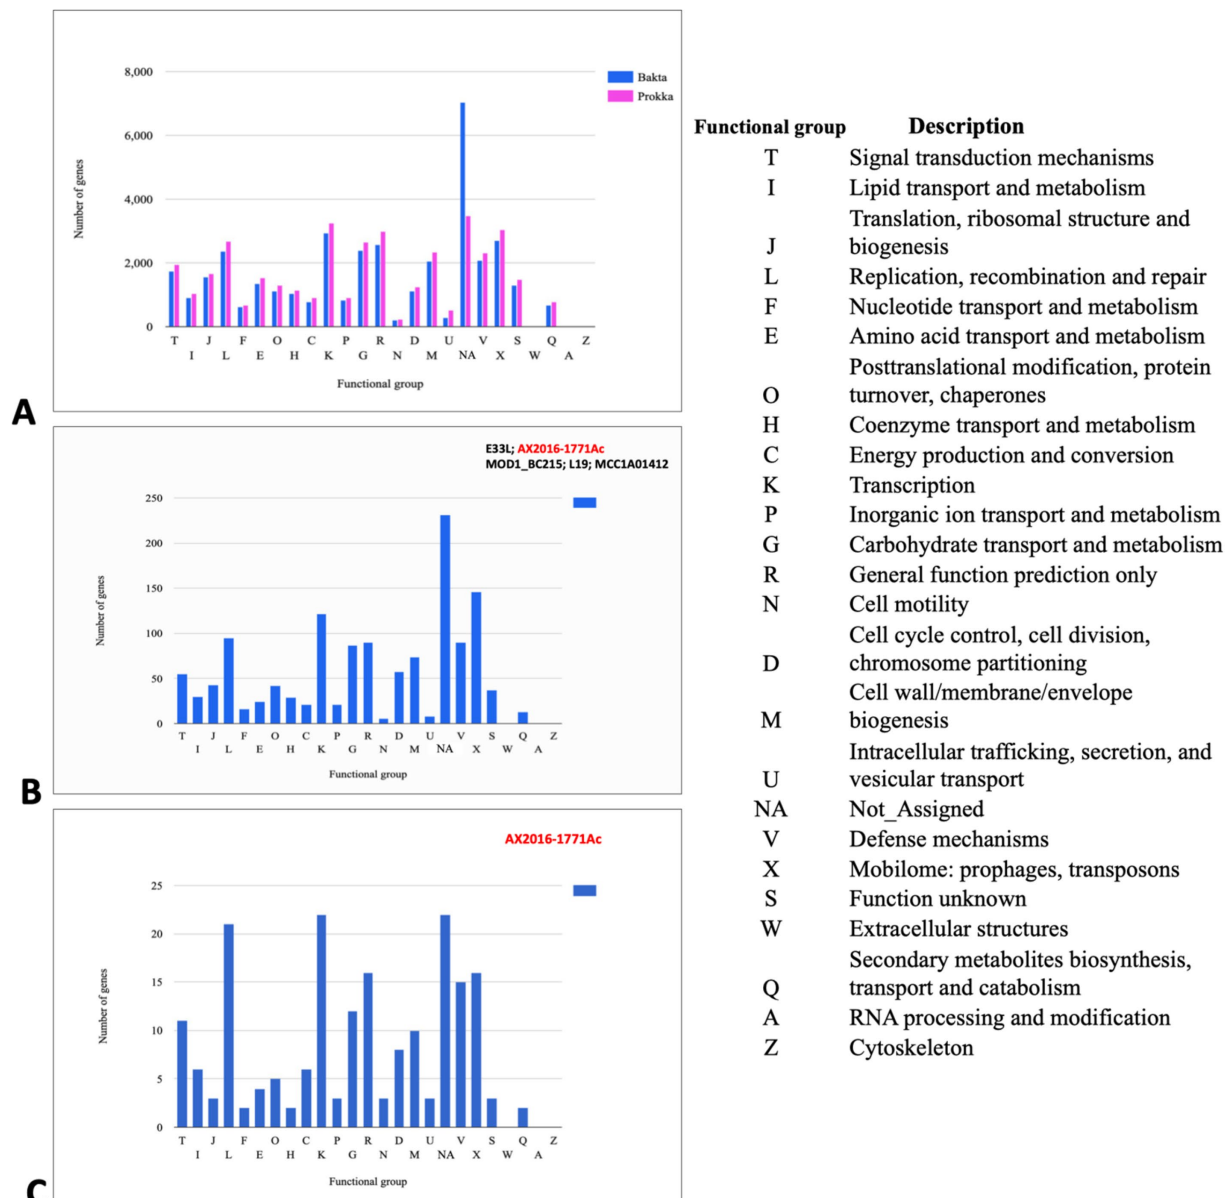 8,000
6,000
4,000
2,000
0
Number of genes
Bakta
Prokka
T J F O C P R D U V S Q Z
I L E H K G N M NA X W A
Functional group
A
E33L; AX2016-1771Ac
MOD1_BC215; L19; MCC1A01412
250
200
150
100
50
0
Number of genes
T J F O C P R D U V S Q Z
I L E H K G N M NA X W A
Functional group
B
AX2016-1771Ac
25
20
15
10
5
0
Number of genes
T J F O C P R D U V S Q Z
I L E H K G N M NA X W A
Functional group
C
Functional group Description
T Signal transduction mechanisms
I Lipid transport and metabolism
Translation, ribosomal structure and
J biogenesis
L Replication, recombination and repair
F Nucleotide transport and metabolism
E Amino acid transport and metabolism
Posttranslational modification, protein
O turnover, chaperones
H Coenzyme transport and metabolism
C Energy production and conversion
K Transcription
P Inorganic ion transport and metabolism
G Carbohydrate transport and metabolism
R General function prediction only
N Cell motility
Cell cycle control, cell division,
D chromosome partitioning
Cell wall/membrane/envelope
M biogenesis
Intracellular trafficking, secretion, and
U vesicular transport
NA Not_Assigned
V Defense mechanisms
X Mobilome: prophages, transposons
S Function unknown
W Extracellular structures
Secondary metabolites biosynthesis,
Q transport and catabolism
A RNA processing and modification
Z Cytoskeleton